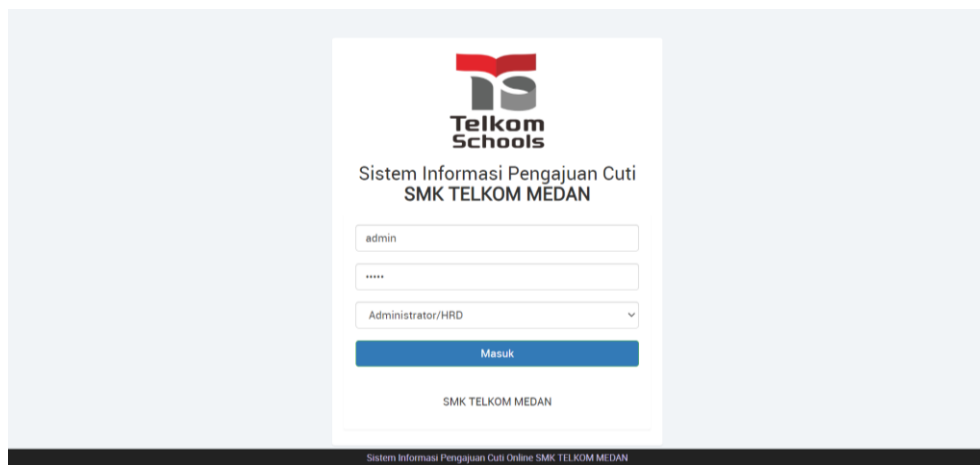 Telkom
Schools
Sistem Informasi Pengajuan Cuti
SMK TELKOM MEDAN
admin
•••••
Administrator/HRD
Masuk
SMK TELKOM MEDAN
Sistem Informasi Pengajuan Cuti Online SMK TELKOM MEDAN